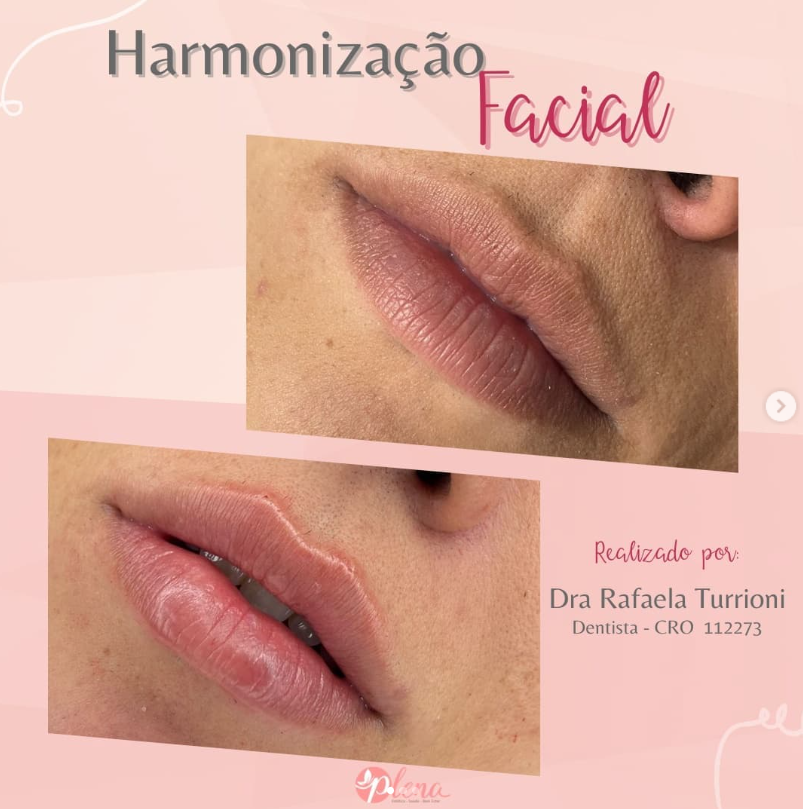 Harmonização
Facial
Realizado por:
Dra Rafaela Turrioni
Dentista - CRO 112273
Plena